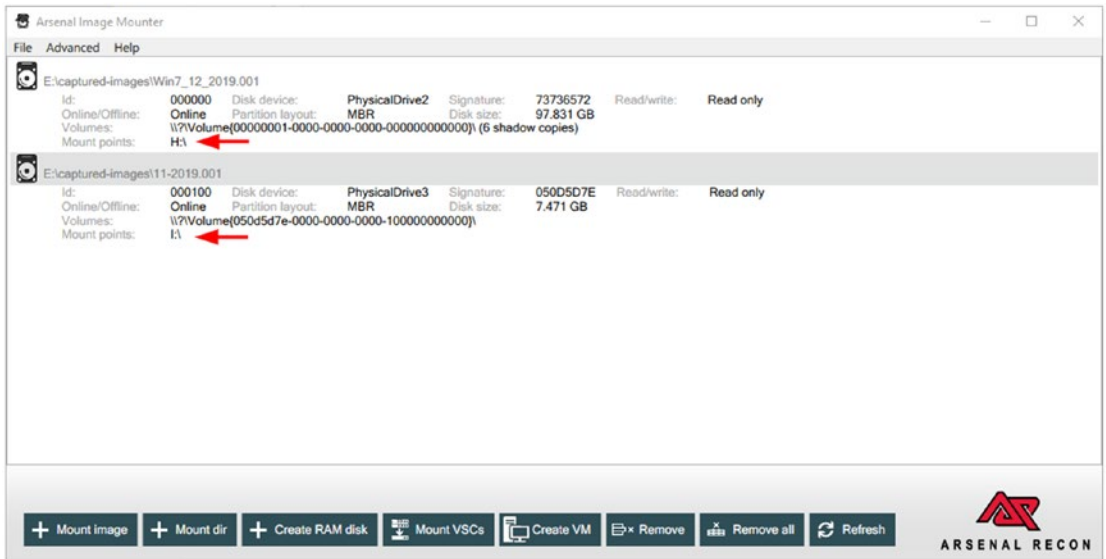 Arsenal Image Mounter
File Advanced Help
E:\captured-images\Win7_12_2019.001
Id: 000000 Disk device: PhysicalDrive2 Signature: 73736572 Read/write: Read only
Online/Offline: Online Partition layout: MBR Disk size: 97.831 GB
Volumes: \\?\Volume{00000001-0000-0000-0000-000000000000}\ (6 shadow copies)
Mount points: H:\
E:\captured-images\11-2019.001
Id: 000100 Disk device: PhysicalDrive3 Signature: 050D5D7E Read/write: Read only
Online/Offline: Online Partition layout: MBR Disk size: 7.471 GB
Volumes: \\?\Volume{050d5d7e-0000-0000-0000-100000000000}\
Mount points: I:\
Mount image Mount dir Create RAM disk Mount VSCs Create VM Remove Remove all Refresh
ARSENAL RECON